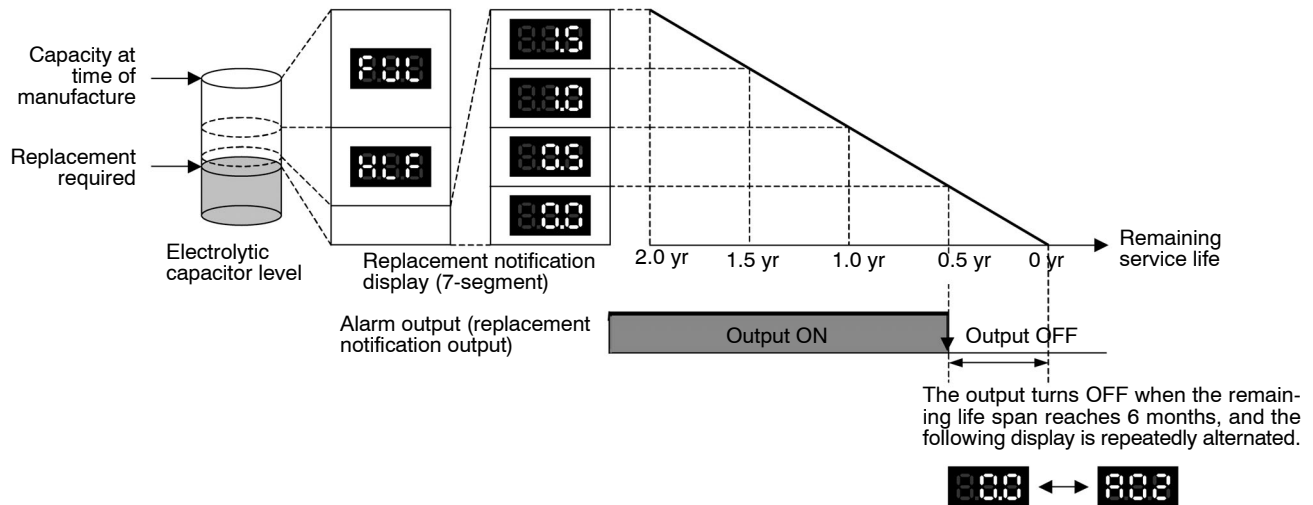 Capacity at
time of
manufacture
Replacement
required
Electrolytic
capacitor level
FUL
HLF
Replacement notification
display (7-segment)
1.5
1.0
0.5
0.0
2.0 yr
1.5 yr
1.0 yr
0.5 yr
0 yr
Remaining
service life
Alarm output (replacement
notification output)
Output ON
Output OFF
The output turns OFF when the remain-
ing life span reaches 6 months, and the
following display is repeatedly alternated.
0.0
A02